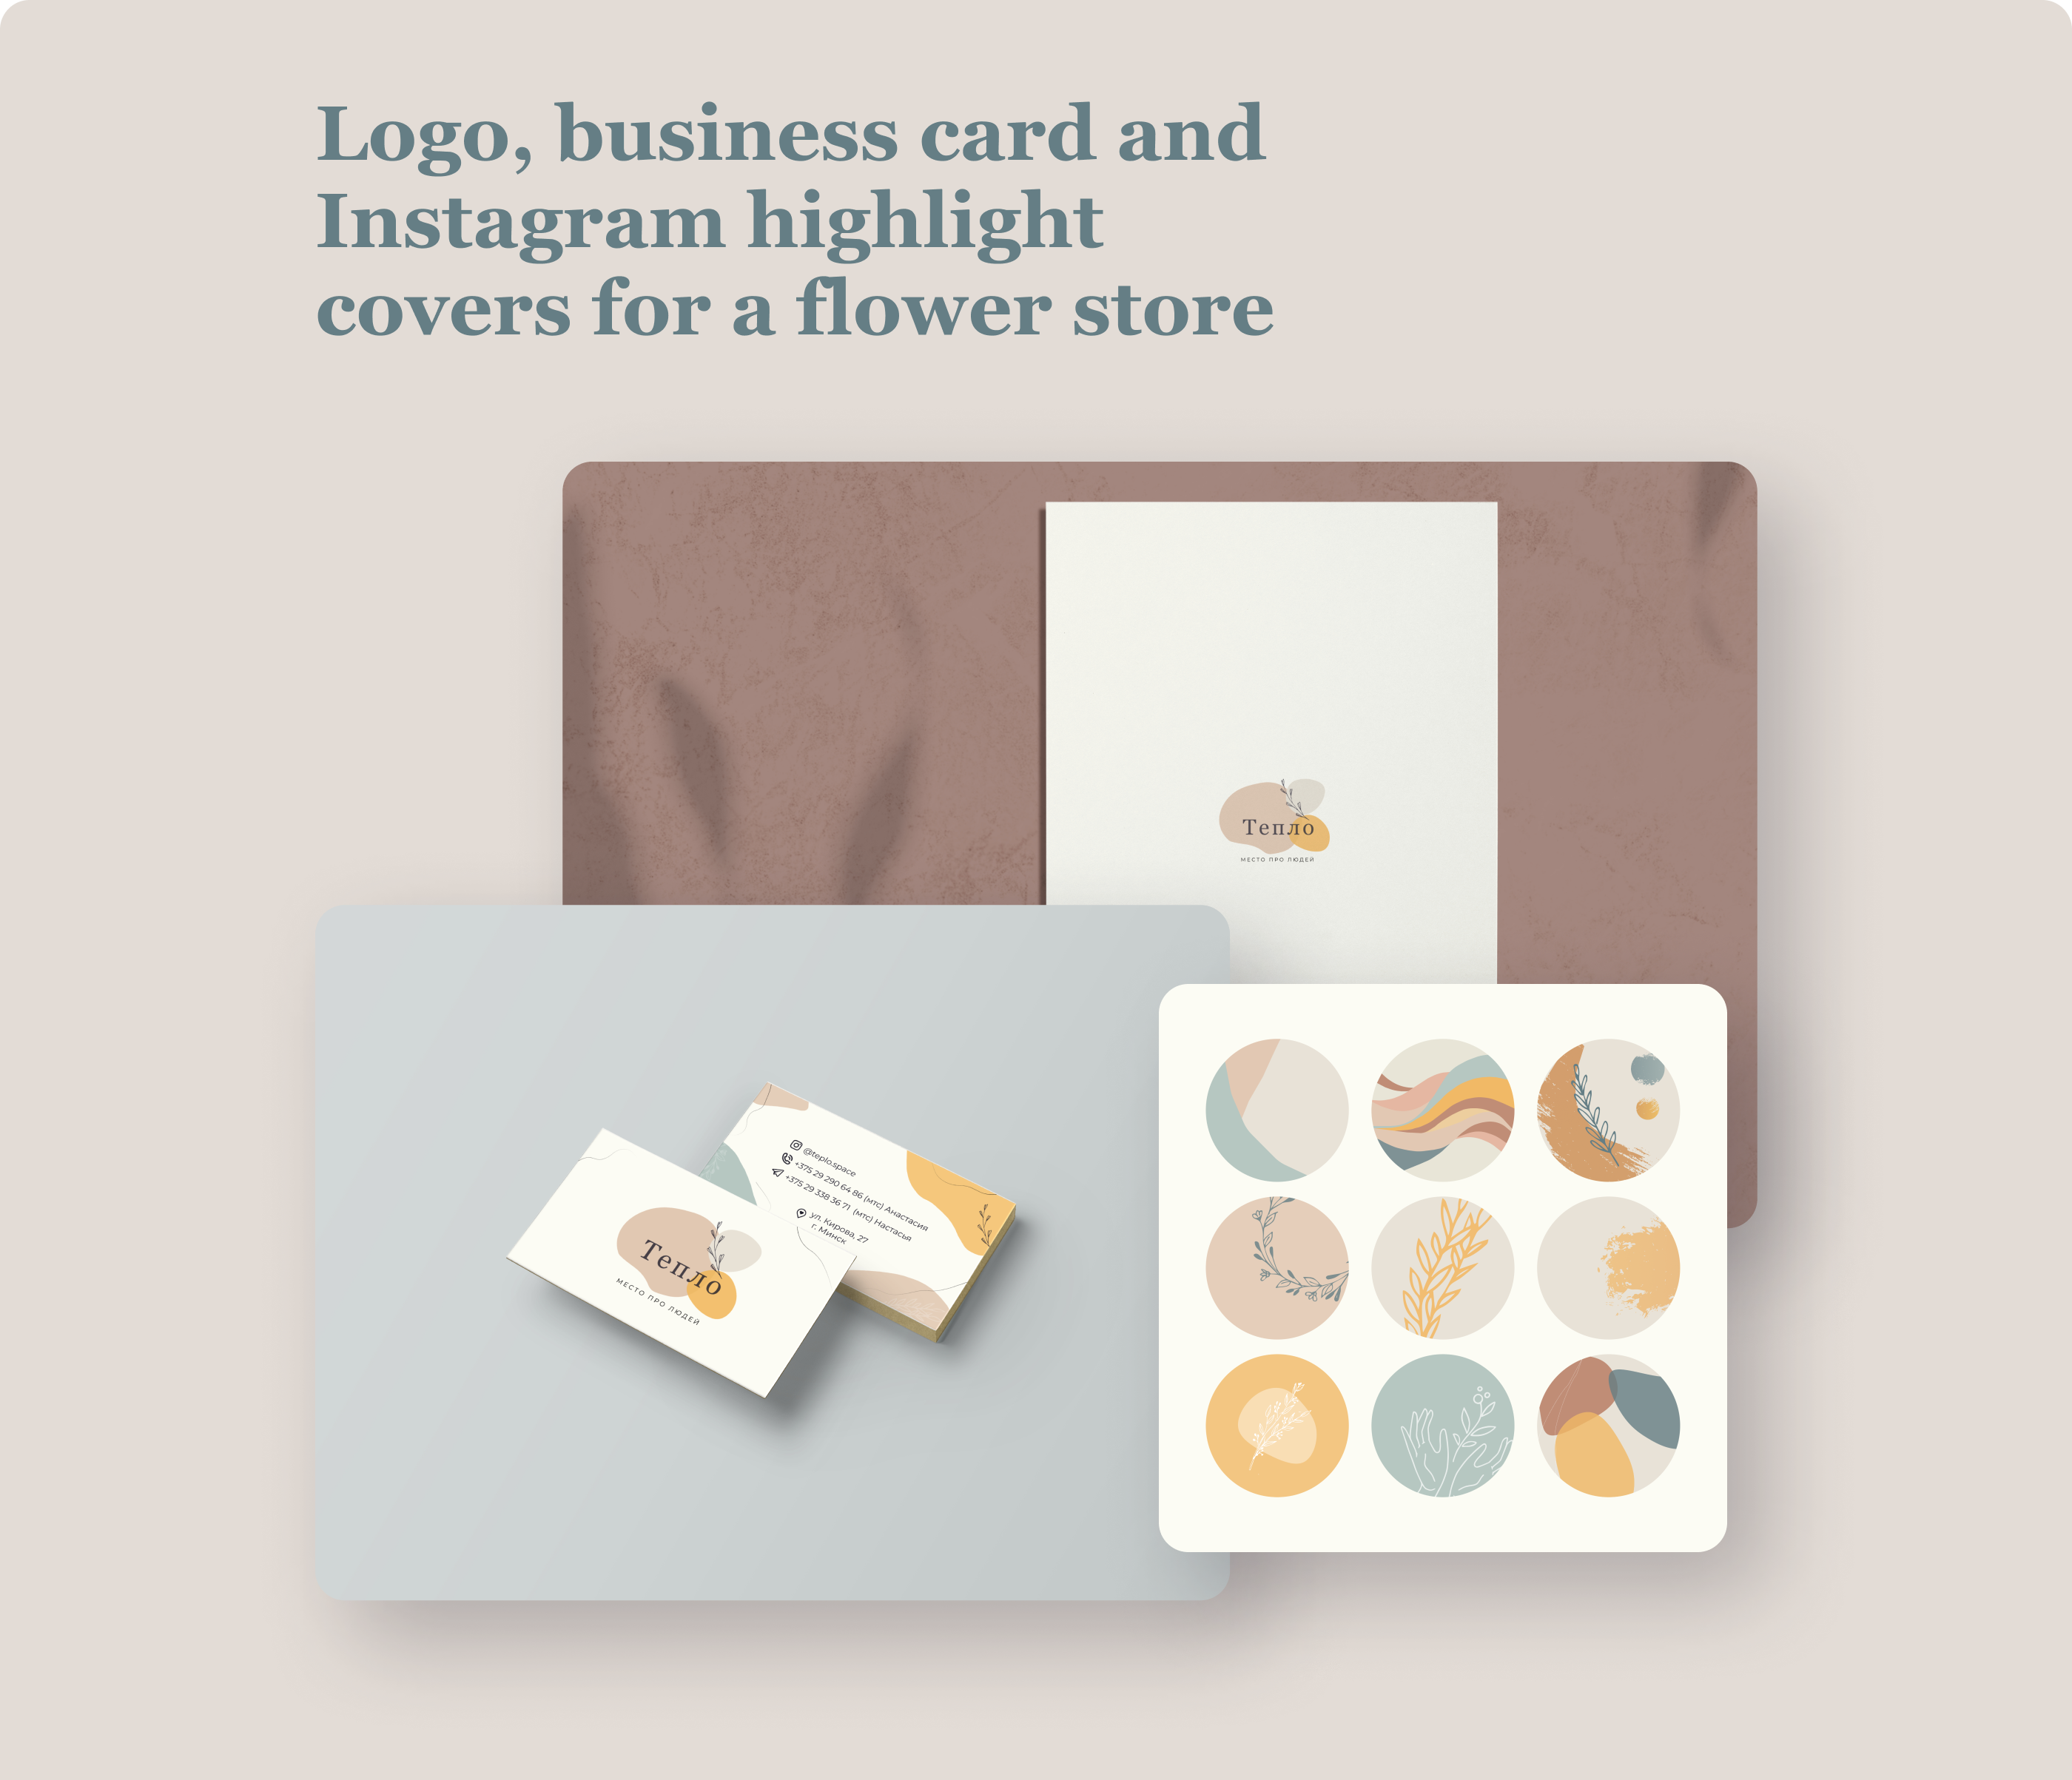 Logo, business card and
Instagram highlight
covers for a flower store
Тепло
МЕСТО ПРО ЛЮДЕЙ
@teplo.space
+375 29 290 64 86 (мтс) Анастасия
+375 29 338 36 71 (мтс) Настасья
ул. Кирова, 27
г. Минск
Тепло
МЕСТО ПРО ЛЮДЕЙ